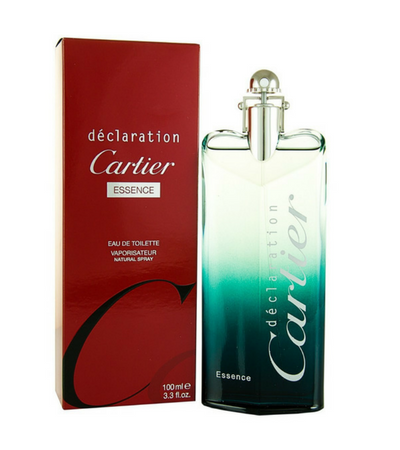 déclaration
Cartier
ESSENCE
EAU DE TOILETTE
VAPORISATEUR
NATURAL SPRAY
100 ml e
3.3 fl.oz.
déclaration
Cartier
Essence